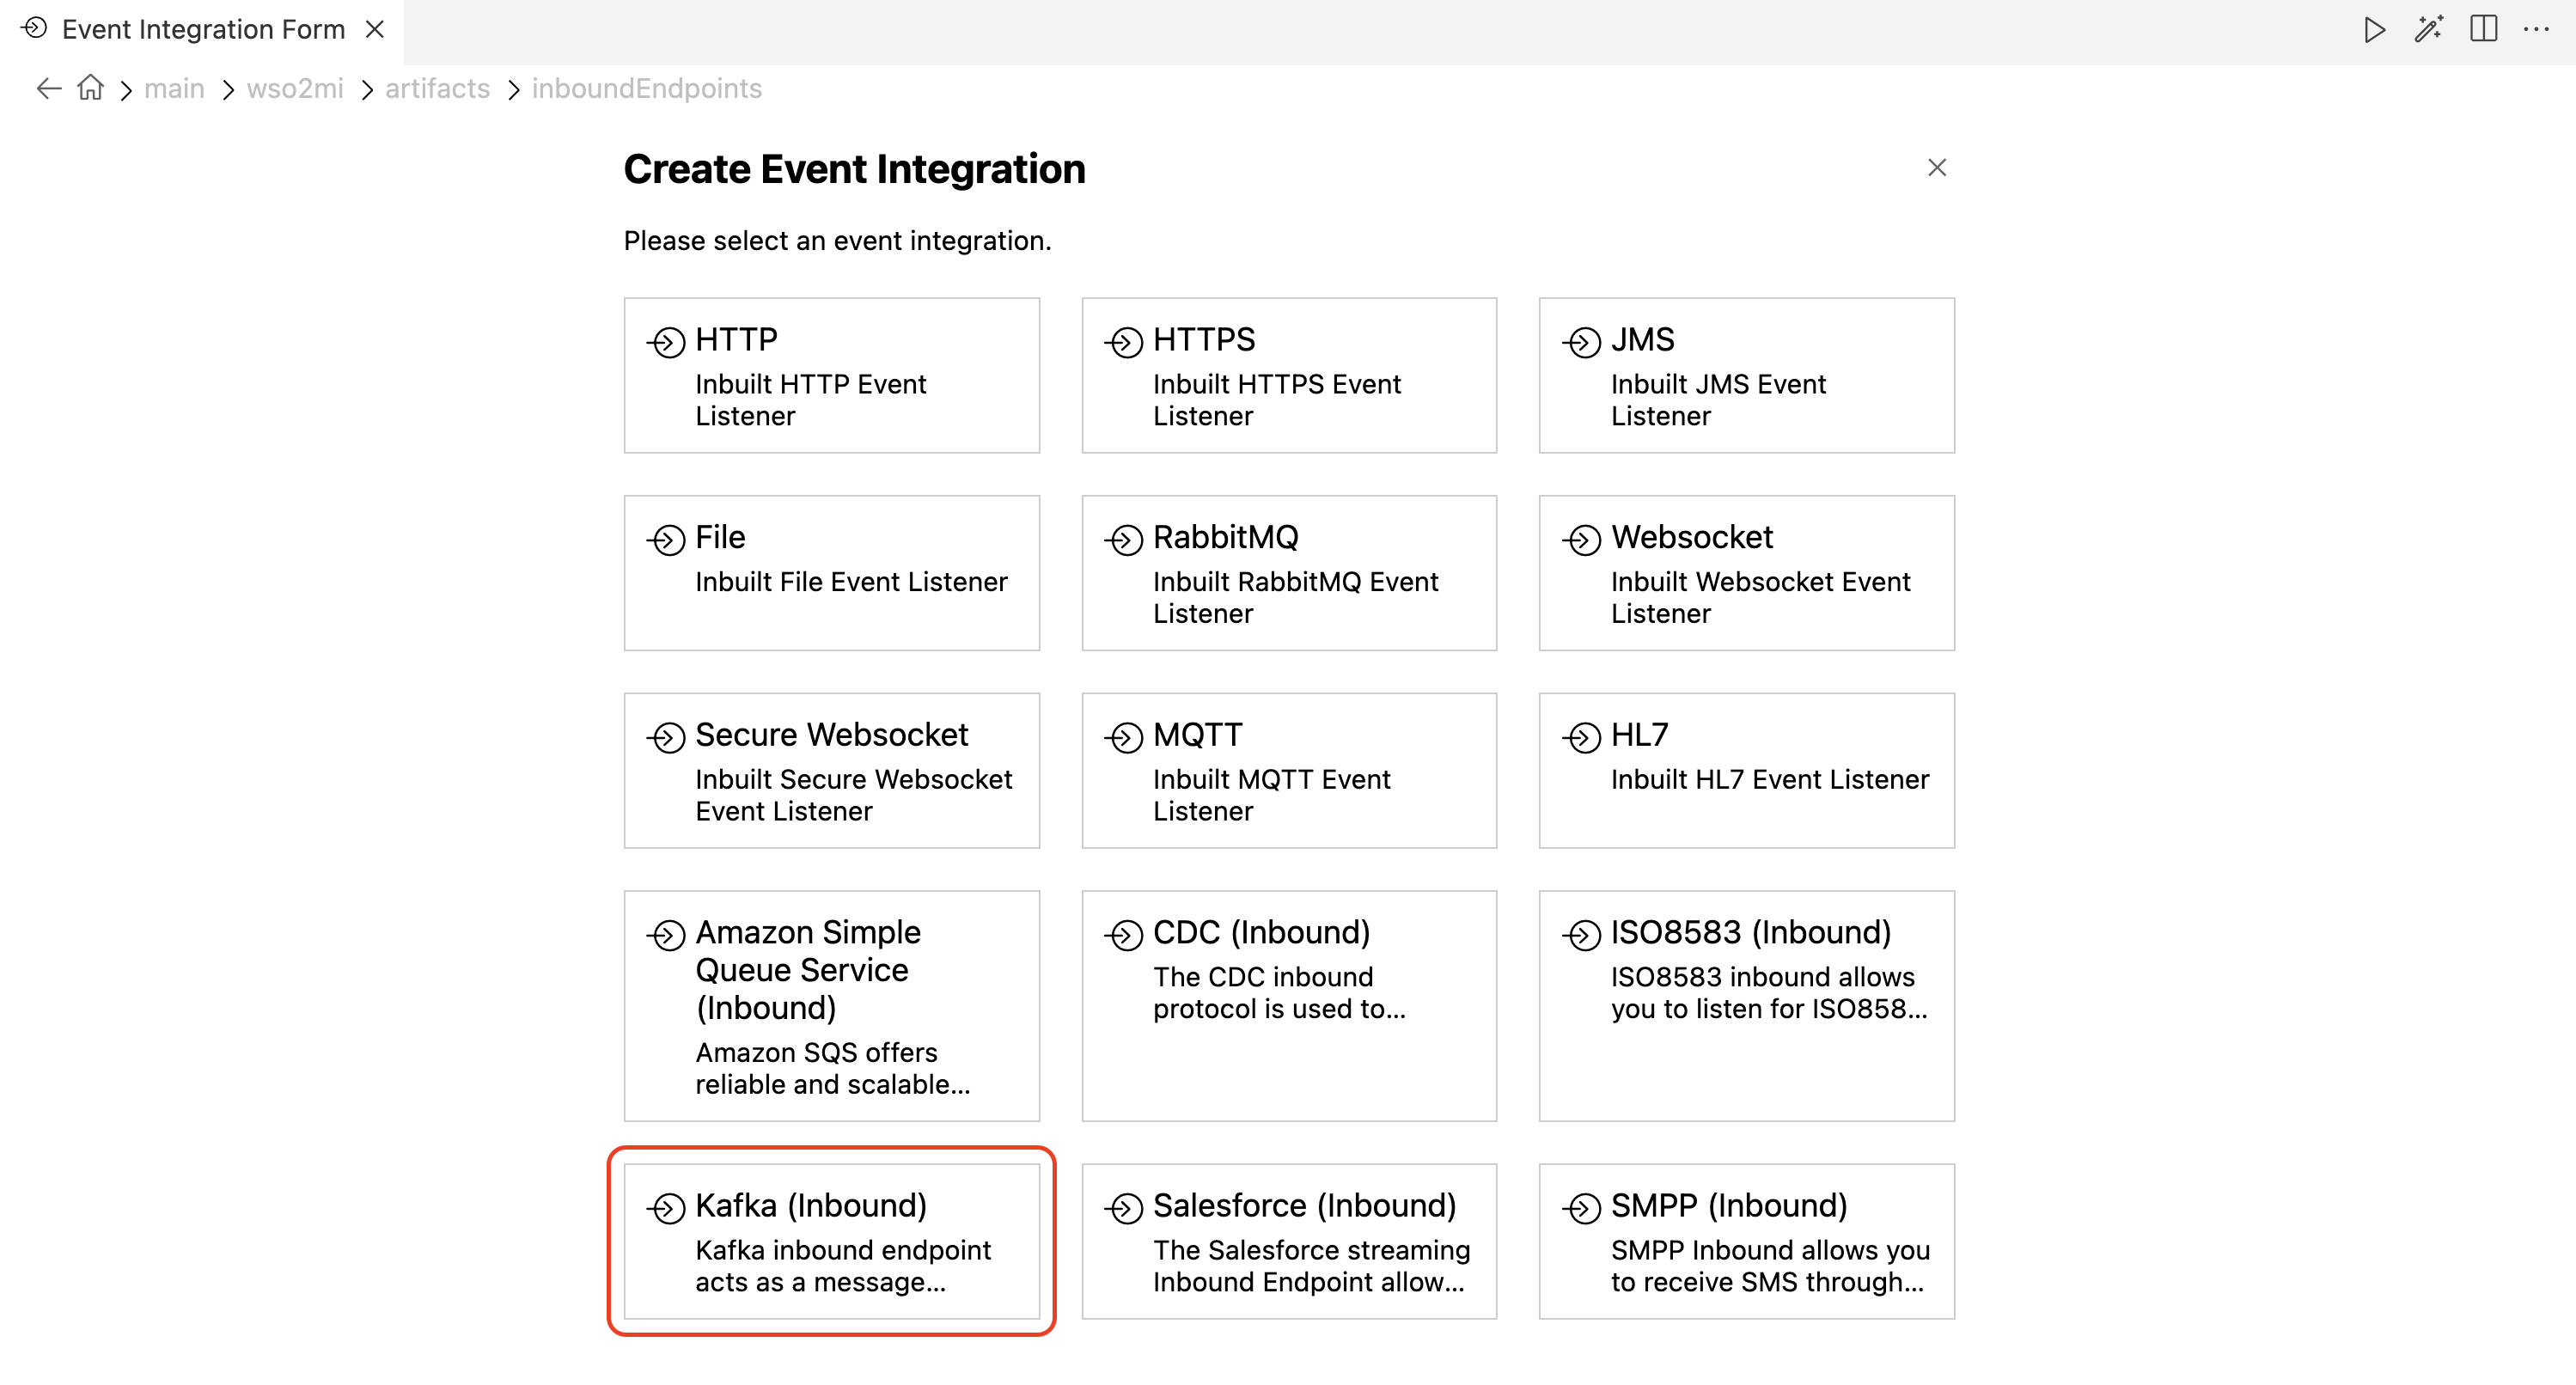 Event Integration Form
main wso2mi artifacts inboundEndpoints
Create Event Integration
Please select an event integration.
HTTP
Inbuilt HTTP Event
Listener
HTTPS
Inbuilt HTTPS Event
Listener
JMS
Inbuilt JMS Event
Listener
File
Inbuilt File Event Listener
RabbitMQ
Inbuilt RabbitMQ Event
Listener
Websocket
Inbuilt Websocket Event
Listener
Secure Websocket
Inbuilt Secure Websocket
Event Listener
MQTT
Inbuilt MQTT Event
Listener
HL7
Inbuilt HL7 Event Listener
Amazon Simple
Queue Service
(Inbound)
Amazon SQS offers
reliable and scalable...
CDC (Inbound)
The CDC inbound
protocol is used to...
ISO8583 (Inbound)
ISO8583 inbound allows
you to listen for ISO858...
Kafka (Inbound)
Kafka inbound endpoint
acts as a message...
Salesforce (Inbound)
The Salesforce streaming
Inbound Endpoint allow...
SMPP (Inbound)
SMPP Inbound allows you
to receive SMS through...